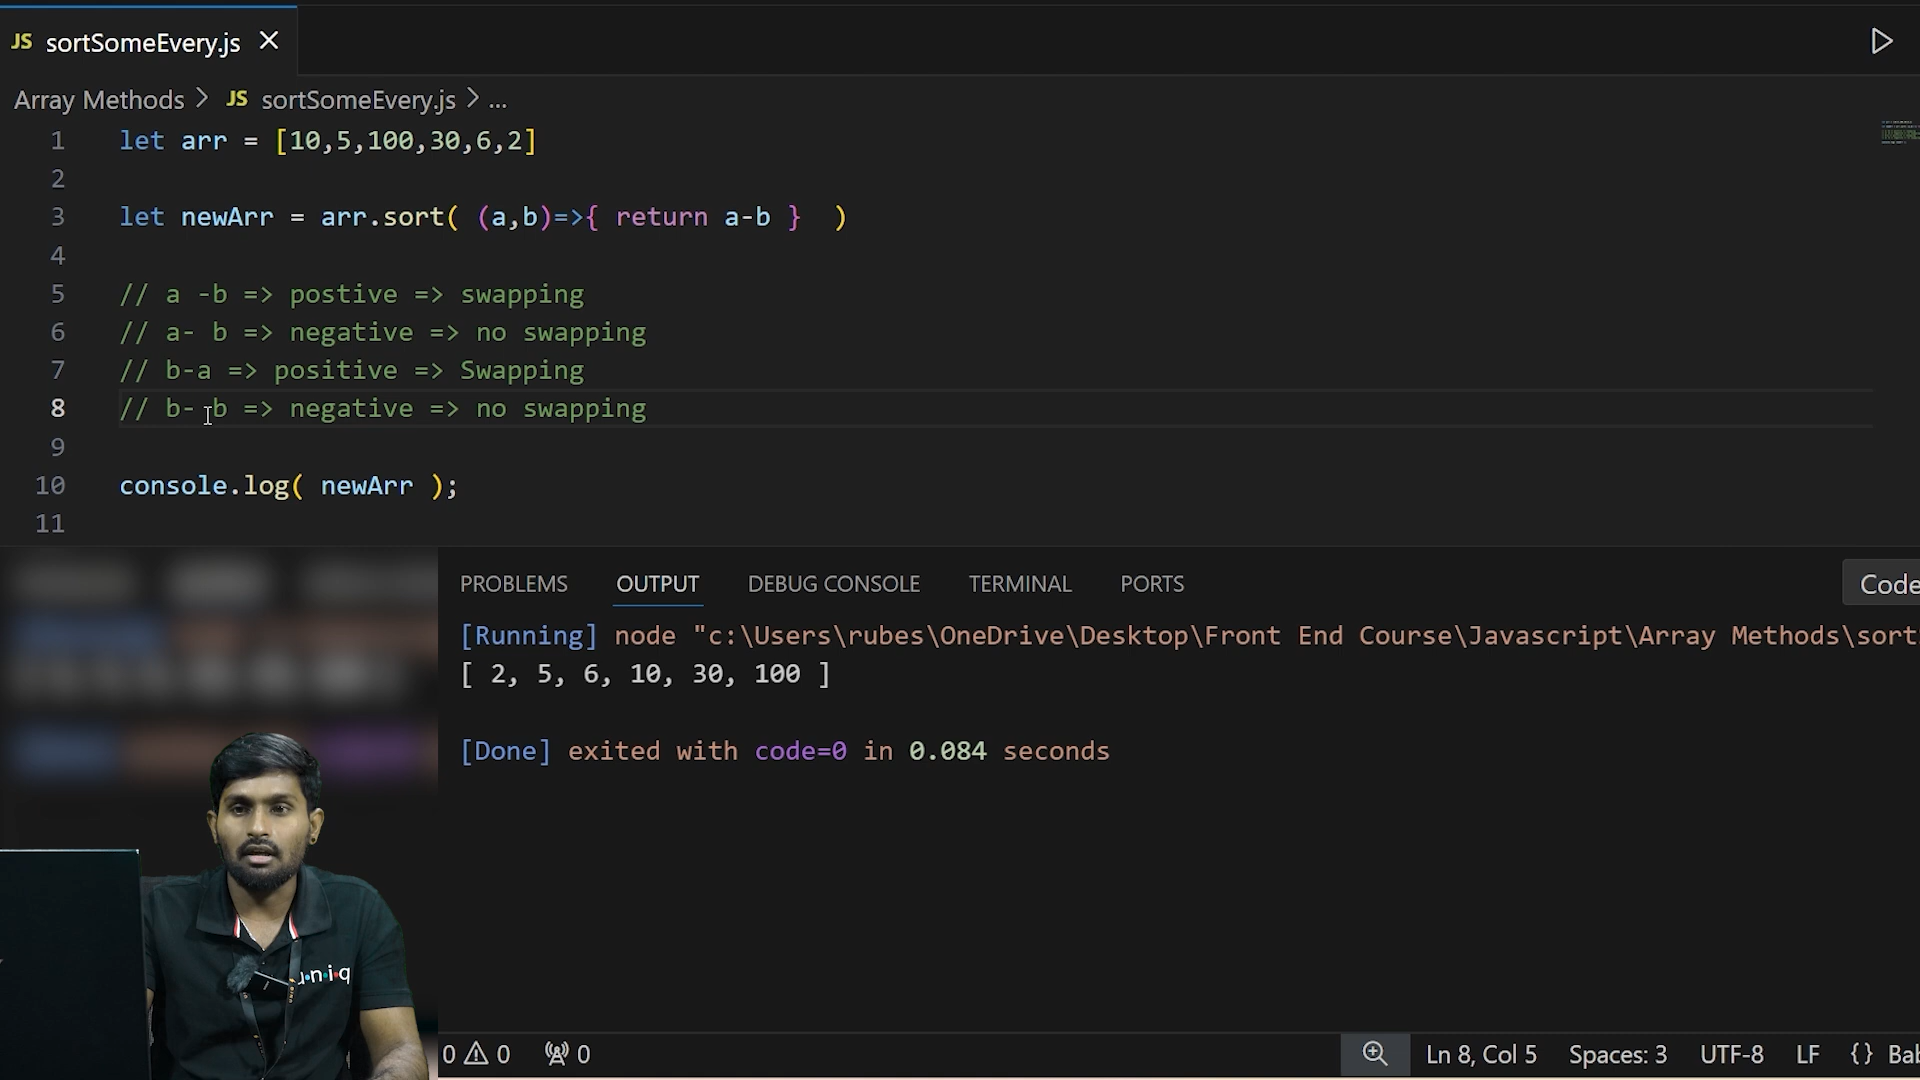 JS sortSomeEvery.js ×
Array Methods > JS sortSomeEvery.js > ...
1 let arr = [10,5,100,30,6,2]
2
3 let newArr = arr.sort( (a,b)=>{ return a-b }  )
4
5 // a -b => postive => swapping
6 // a- b => negative => no swapping
7 // b-a => positive => Swapping
8 // b- b => negative => no swapping
9
10 console.log( newArr );
11
PROBLEMS OUTPUT DEBUG CONSOLE TERMINAL PORTS Code
[Running] node "c:\Users\rubes\OneDrive\Desktop\Front End Course\Javascript\Array Methods\sort
[ 2, 5, 6, 10, 30, 100 ]
[Done] exited with code=0 in 0.084 seconds
u·n·i·q
0 0 0 Ln 8, Col 5 Spaces: 3 UTF-8 LF {} Bab